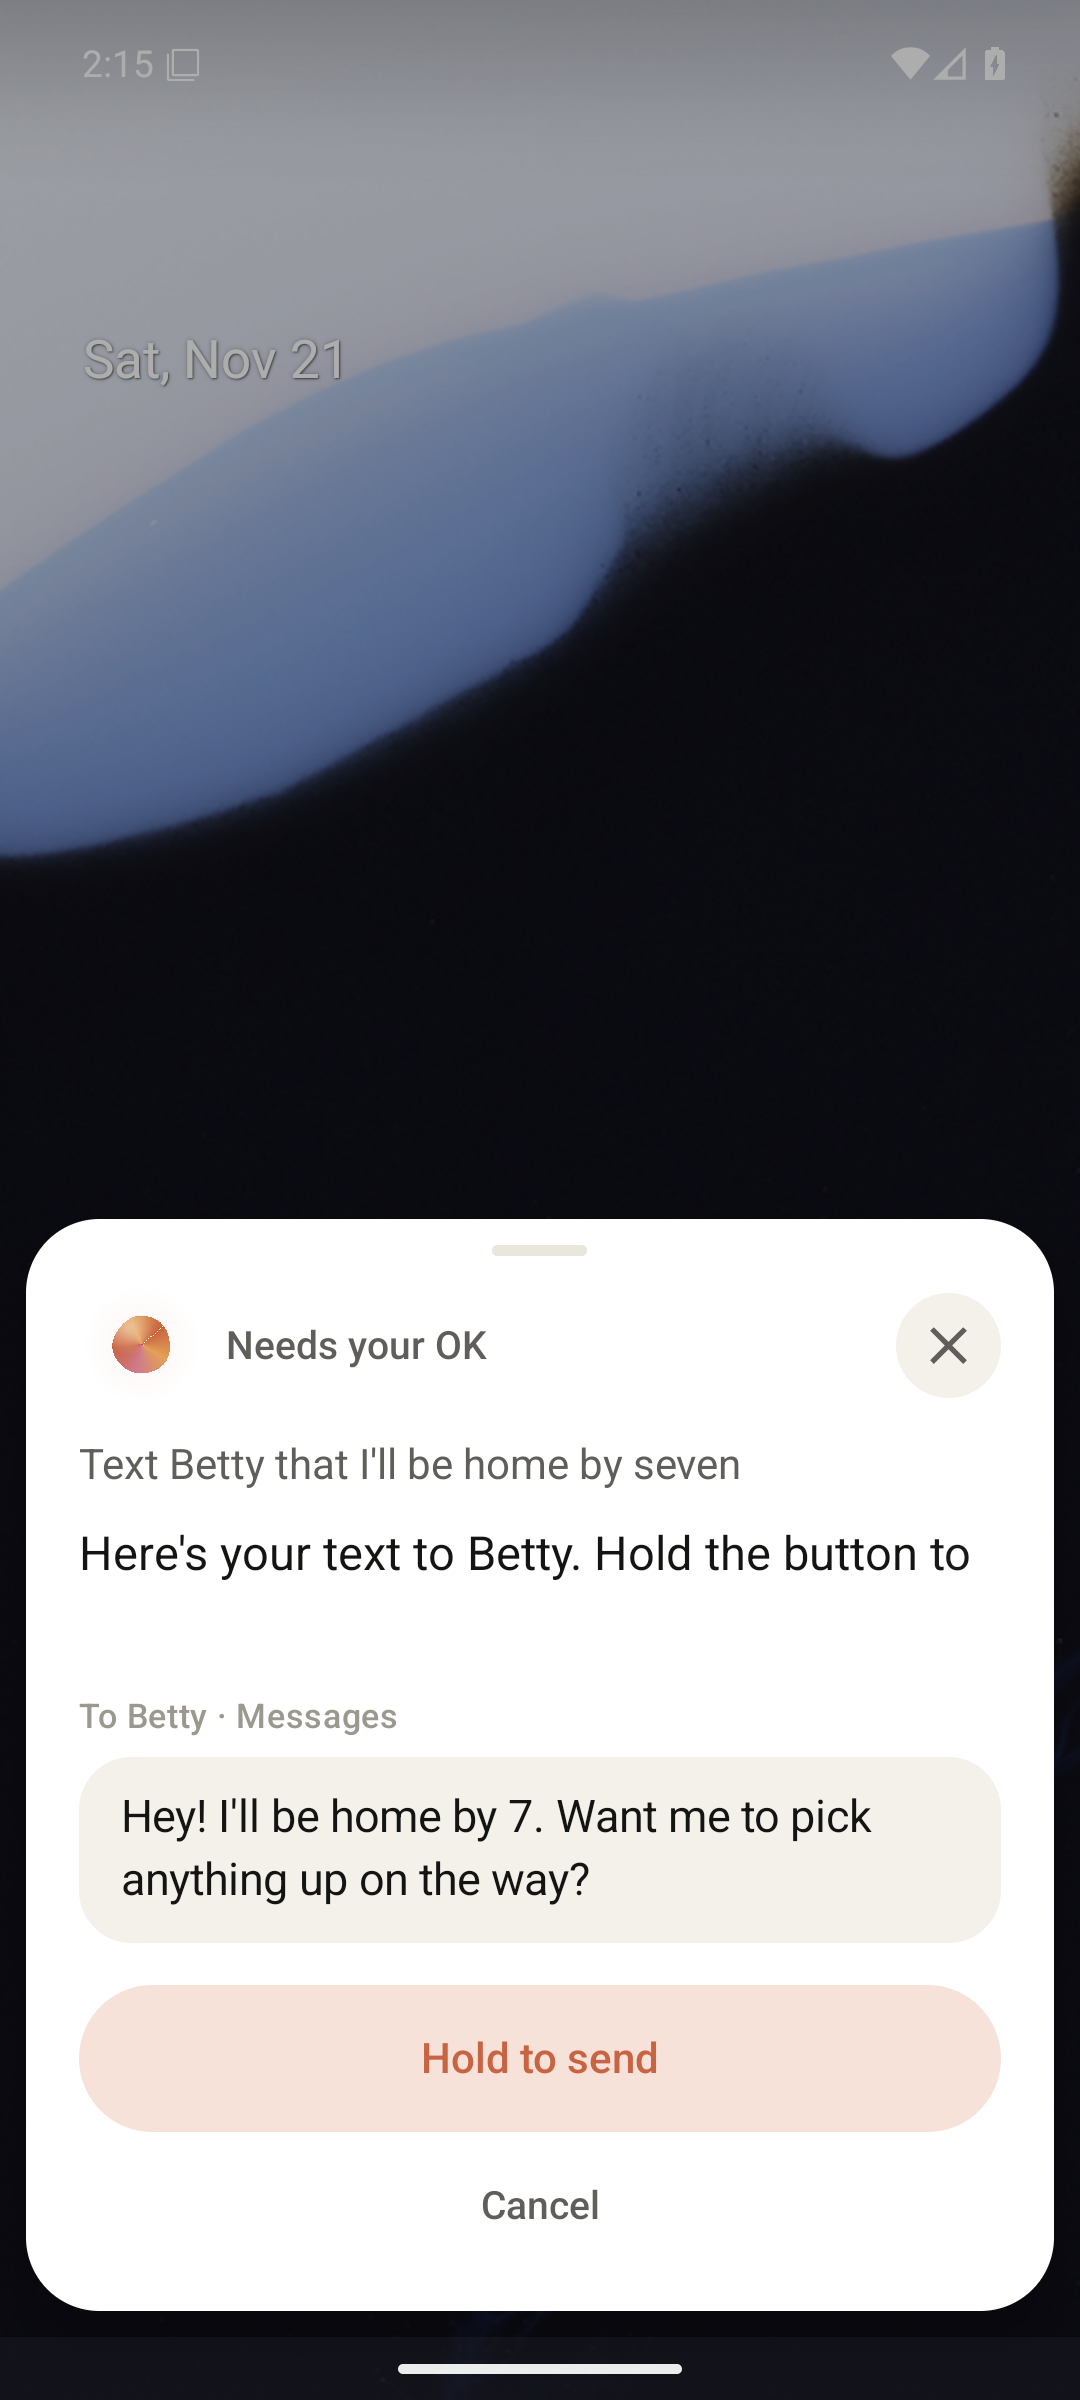 2:15
Sat, Nov 21
Needs your OK
Text Betty that I'll be home by seven
Here's your text to Betty. Hold the button to
To Betty · Messages
Hey! I'll be home by 7. Want me to pick
anything up on the way?
Hold to send
Cancel